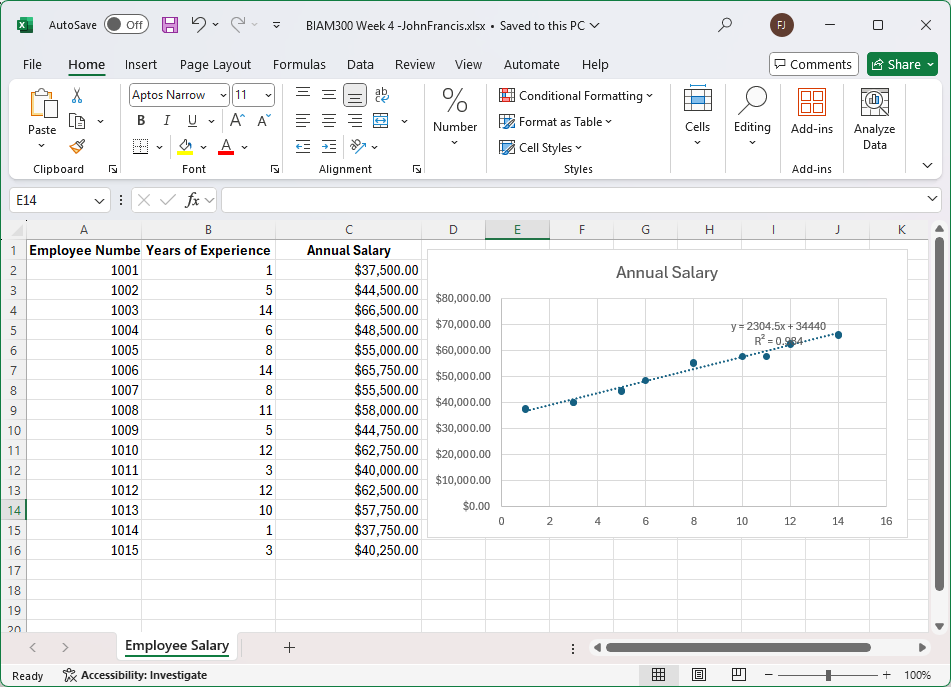 AutoSave Off BIAM300 Week 4 -JohnFrancis.xlsx • Saved to this PC FJ
File Home Insert Page Layout Formulas Data Review View Automate Help Comments Share
Paste Aptos Narrow 11 Number Conditional Formatting Cells Editing Add-ins Analyze Data
B I U A A ab Format as Table
A Cell Styles
Clipboard Font Alignment Styles Add-ins
E14 fx
A B C D E F G H I J K
1 Employee Numbe Years of Experience Annual Salary
2 1001 1 $37,500.00
3 1002 5 $44,500.00
4 1003 14 $66,500.00
5 1004 6 $48,500.00
6 1005 8 $55,000.00
7 1006 14 $65,750.00
8 1007 8 $55,500.00
9 1008 11 $58,000.00
10 1009 5 $44,750.00
11 1010 12 $62,750.00
12 1011 3 $40,000.00
13 1012 12 $62,500.00
14 1013 10 $57,750.00
15 1014 1 $37,750.00
16 1015 3 $40,250.00
17
18
19
20
Annual Salary
$80,000.00
$70,000.00
$60,000.00
$50,000.00
$40,000.00
$30,000.00
$20,000.00
$10,000.00
$0.00
y = 2304.5x + 34440
R² = 0.984
0 2 4 6 8 10 12 14 16
Employee Salary
Ready Accessibility: Investigate 100%